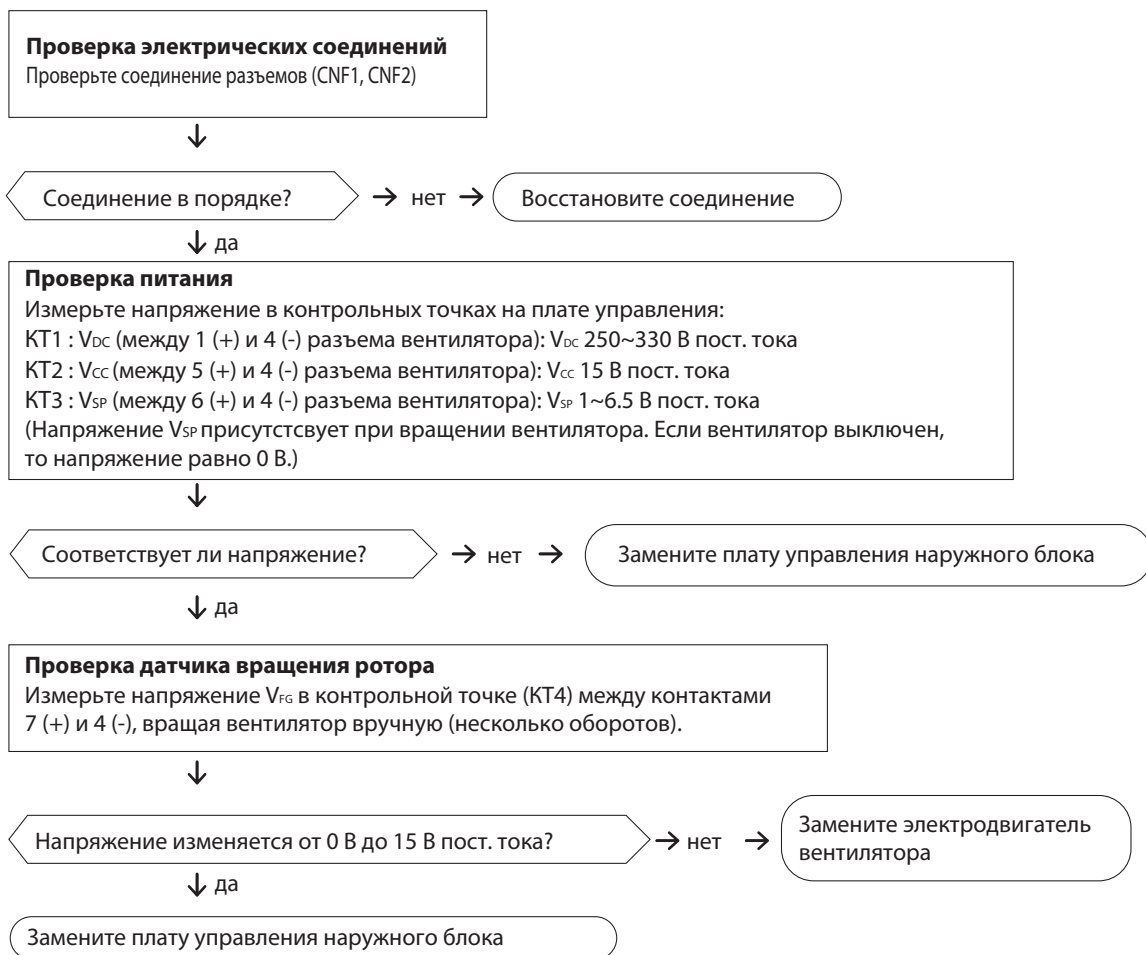 Проверка электрических соединений
Проверьте соединение разъемов (CNF1, CNF2)
Соединение в порядке?
нет
Восстановите соединение
да
Проверка питания
Измерьте напряжение в контрольных точках на плате управления:
КТ1 : VDC (между 1 (+) и 4 (-) разъема вентилятора): VDC 250~330 В пост. тока
КТ2 : VCC (между 5 (+) и 4 (-) разъема вентилятора): VCC 15 В пост. тока
КТ3 : VSP (между 6 (+) и 4 (-) разъема вентилятора): VSP 1~6.5 В пост. тока
(Напряжение VSP присутстсвует при вращении вентилятора. Если вентилятор выключен,
то напряжение равно 0 В.)
Соответствует ли напряжение?
нет
Замените плату управления наружного блока
да
Проверка датчика вращения ротора
Измерьте напряжение VFG в контрольной точке (КТ4) между контактами
7 (+) и 4 (-), вращая вентилятор вручную (несколько оборотов).
Напряжение изменяется от 0 В до 15 В пост. тока?
нет
Замените электродвигатель
вентилятора
да
Замените плату управления наружного блока